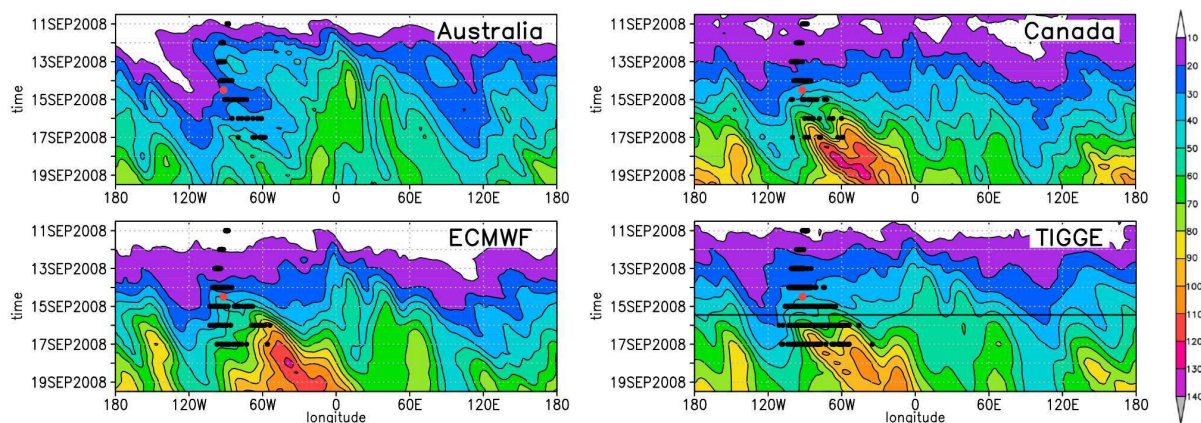 Australia
time
11SEP2008
13SEP2008
15SEP2008
17SEP2008
19SEP2008
180 120W 60W 0 60E 120E 180
Canada
time
11SEP2008
13SEP2008
15SEP2008
17SEP2008
19SEP2008
180 120W 60W 0 60E 120E 180
ECMWF
time
11SEP2008
13SEP2008
15SEP2008
17SEP2008
19SEP2008
180 120W 60W 0 60E 120E 180
longitude
TIGGE
time
11SEP2008
13SEP2008
15SEP2008
17SEP2008
19SEP2008
180 120W 60W 0 60E 120E 180
longitude
10
20
30
40
50
60
70
80
90
100
110
120
130
140